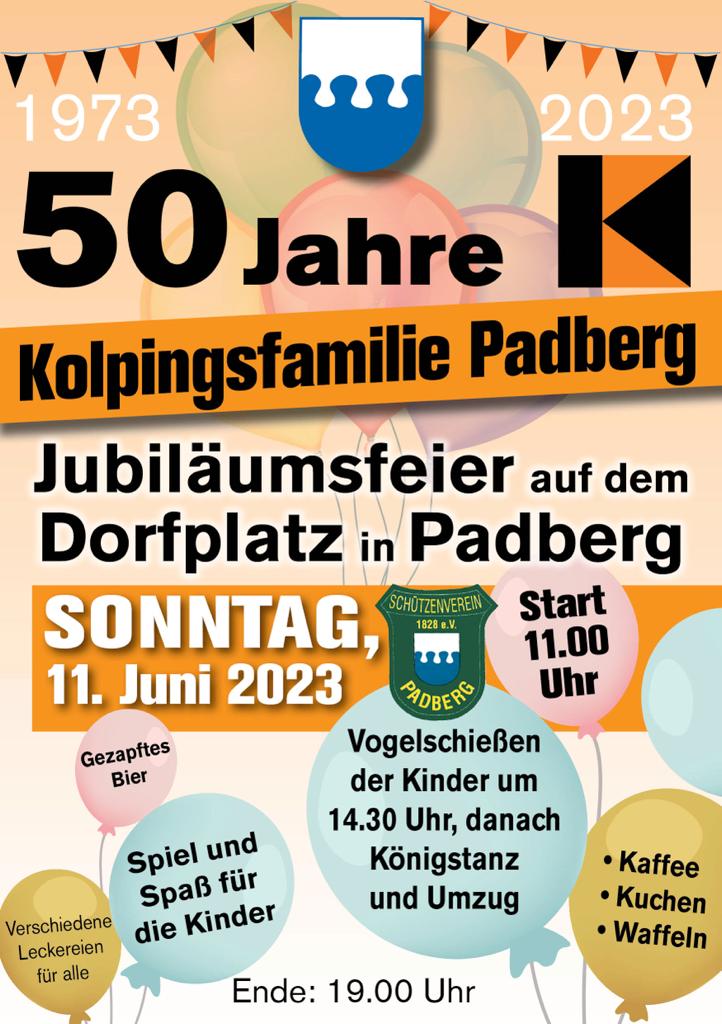 1973 2023
50 Jahre K
Kolpingsfamilie Padberg
Jubiläumsfeier auf dem
Dorfplatz in Padberg
SONNTAG,
11. Juni 2023
SCHÜTZENVEREIN
1828 e.V.
PADBERG
Start
11.00
Uhr
Gezapftes
Bier
Vogelschießen
der Kinder um
14.30 Uhr, danach
Königstanz
und Umzug
Spiel und
Spaß für
die Kinder
• Kaffee
• Kuchen
• Waffeln
Verschiedene
Leckereien
für alle
Ende: 19.00 Uhr